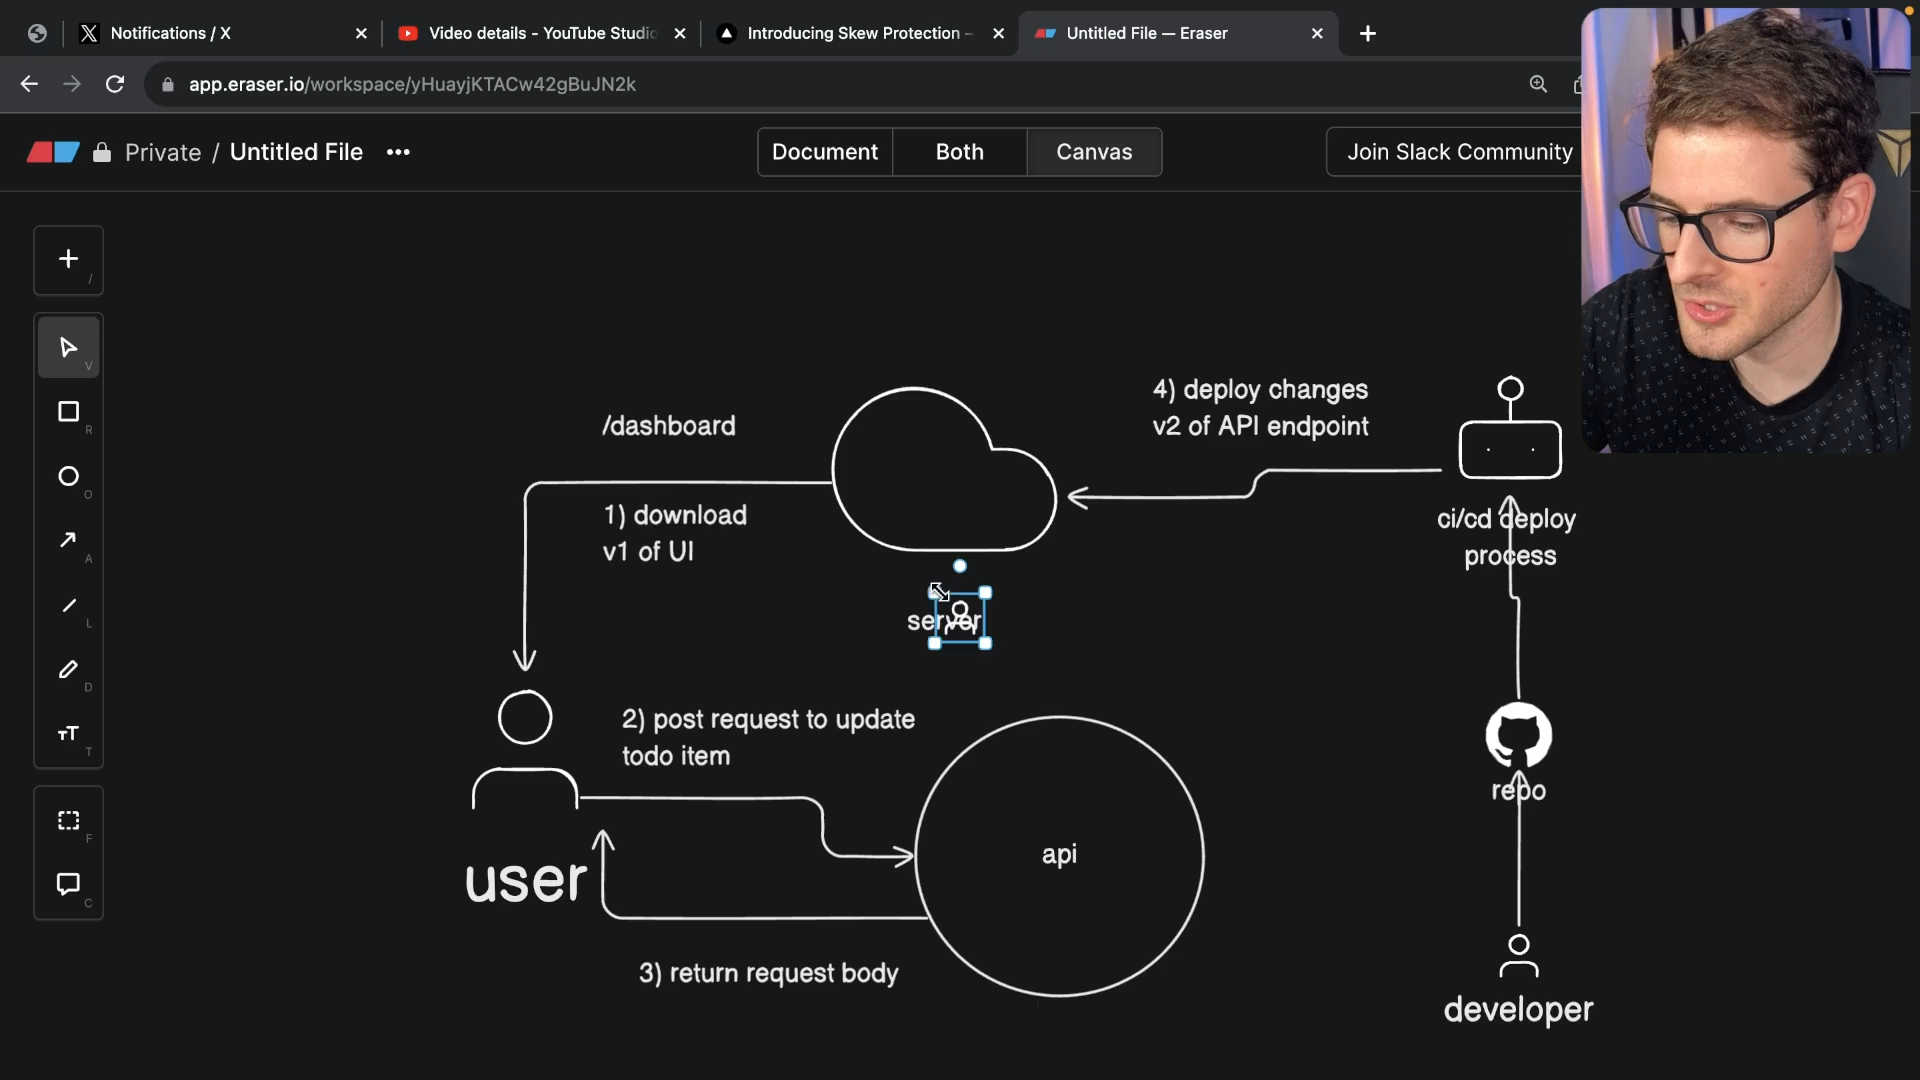 Notifications / X
Video details - YouTube Studio
Introducing Skew Protection –
Untitled File — Eraser
app.eraser.io/workspace/yHuayjKTACw42gBuJN2k
Private / Untitled File
Document
Both
Canvas
Join Slack Community
/
V
R
O
A
L
D
T
F
C
/dashboard
1) download
v1 of UI
4) deploy changes
v2 of API endpoint
ci/cd deploy
process
server
2) post request to update
todo item
user
api
3) return request body
repo
developer